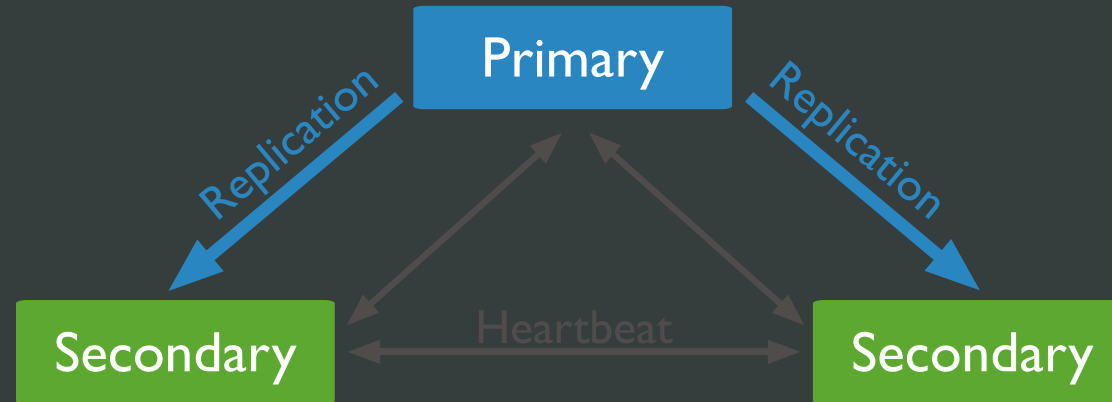 Primary
Replication
Replication
Heartbeat
Secondary
Secondary